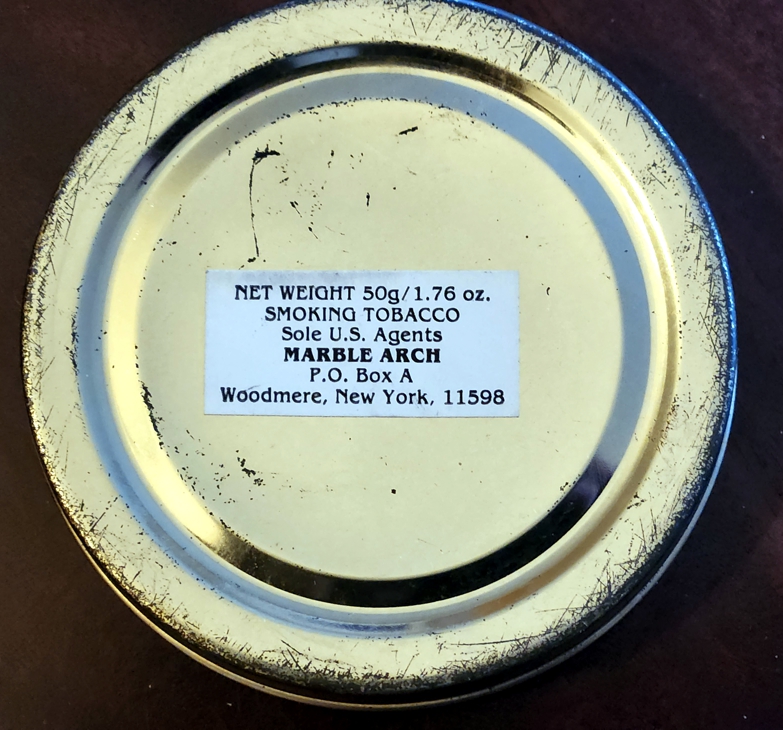 NET WEIGHT 50g/1.76 oz.
SMOKING TOBACCO
Sole U.S. Agents
MARBLE ARCH
P.O. Box A
Woodmere, New York, 11598